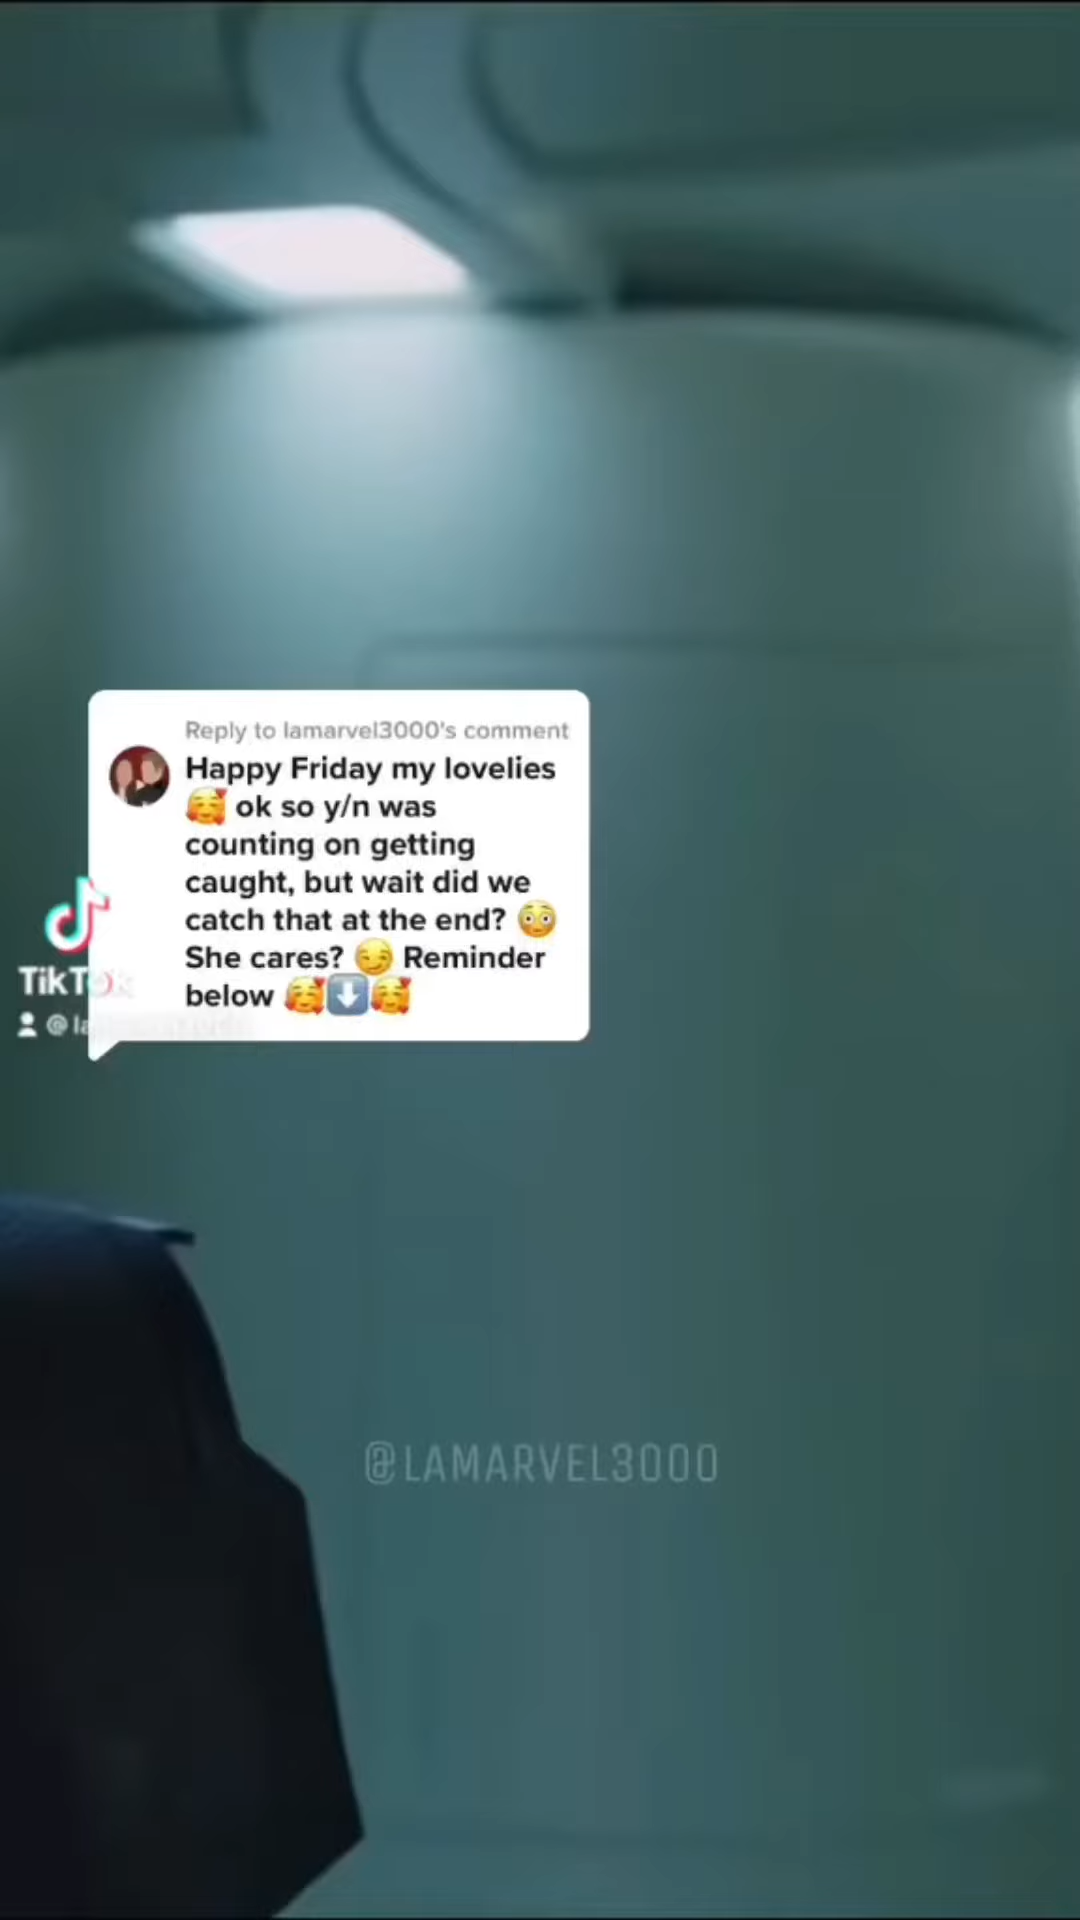 Reply to lamarvel3000's comment
Happy Friday my lovelies
🥰 ok so y/n was
counting on getting
caught, but wait did we
catch that at the end? 😳
She cares? 😏 Reminder
below 🥰⬇️🥰
TikTok
@LAMARVEL3000